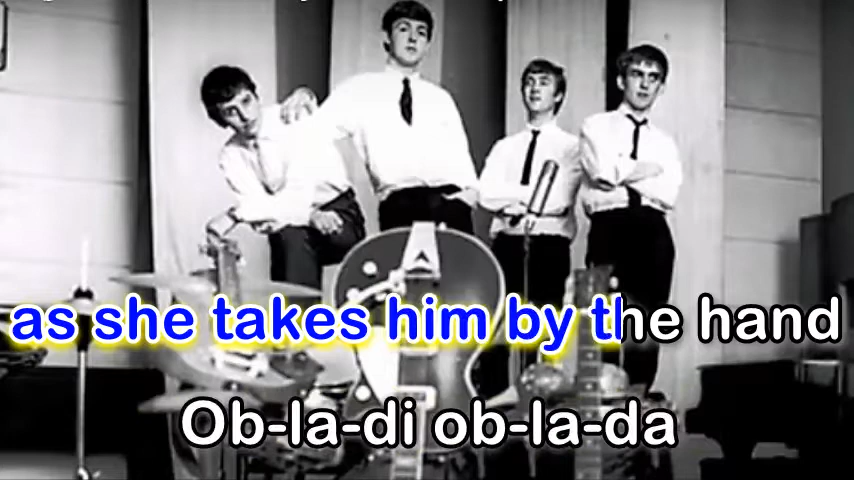 as she takes him by the hand
Ob-la-di ob-la-da